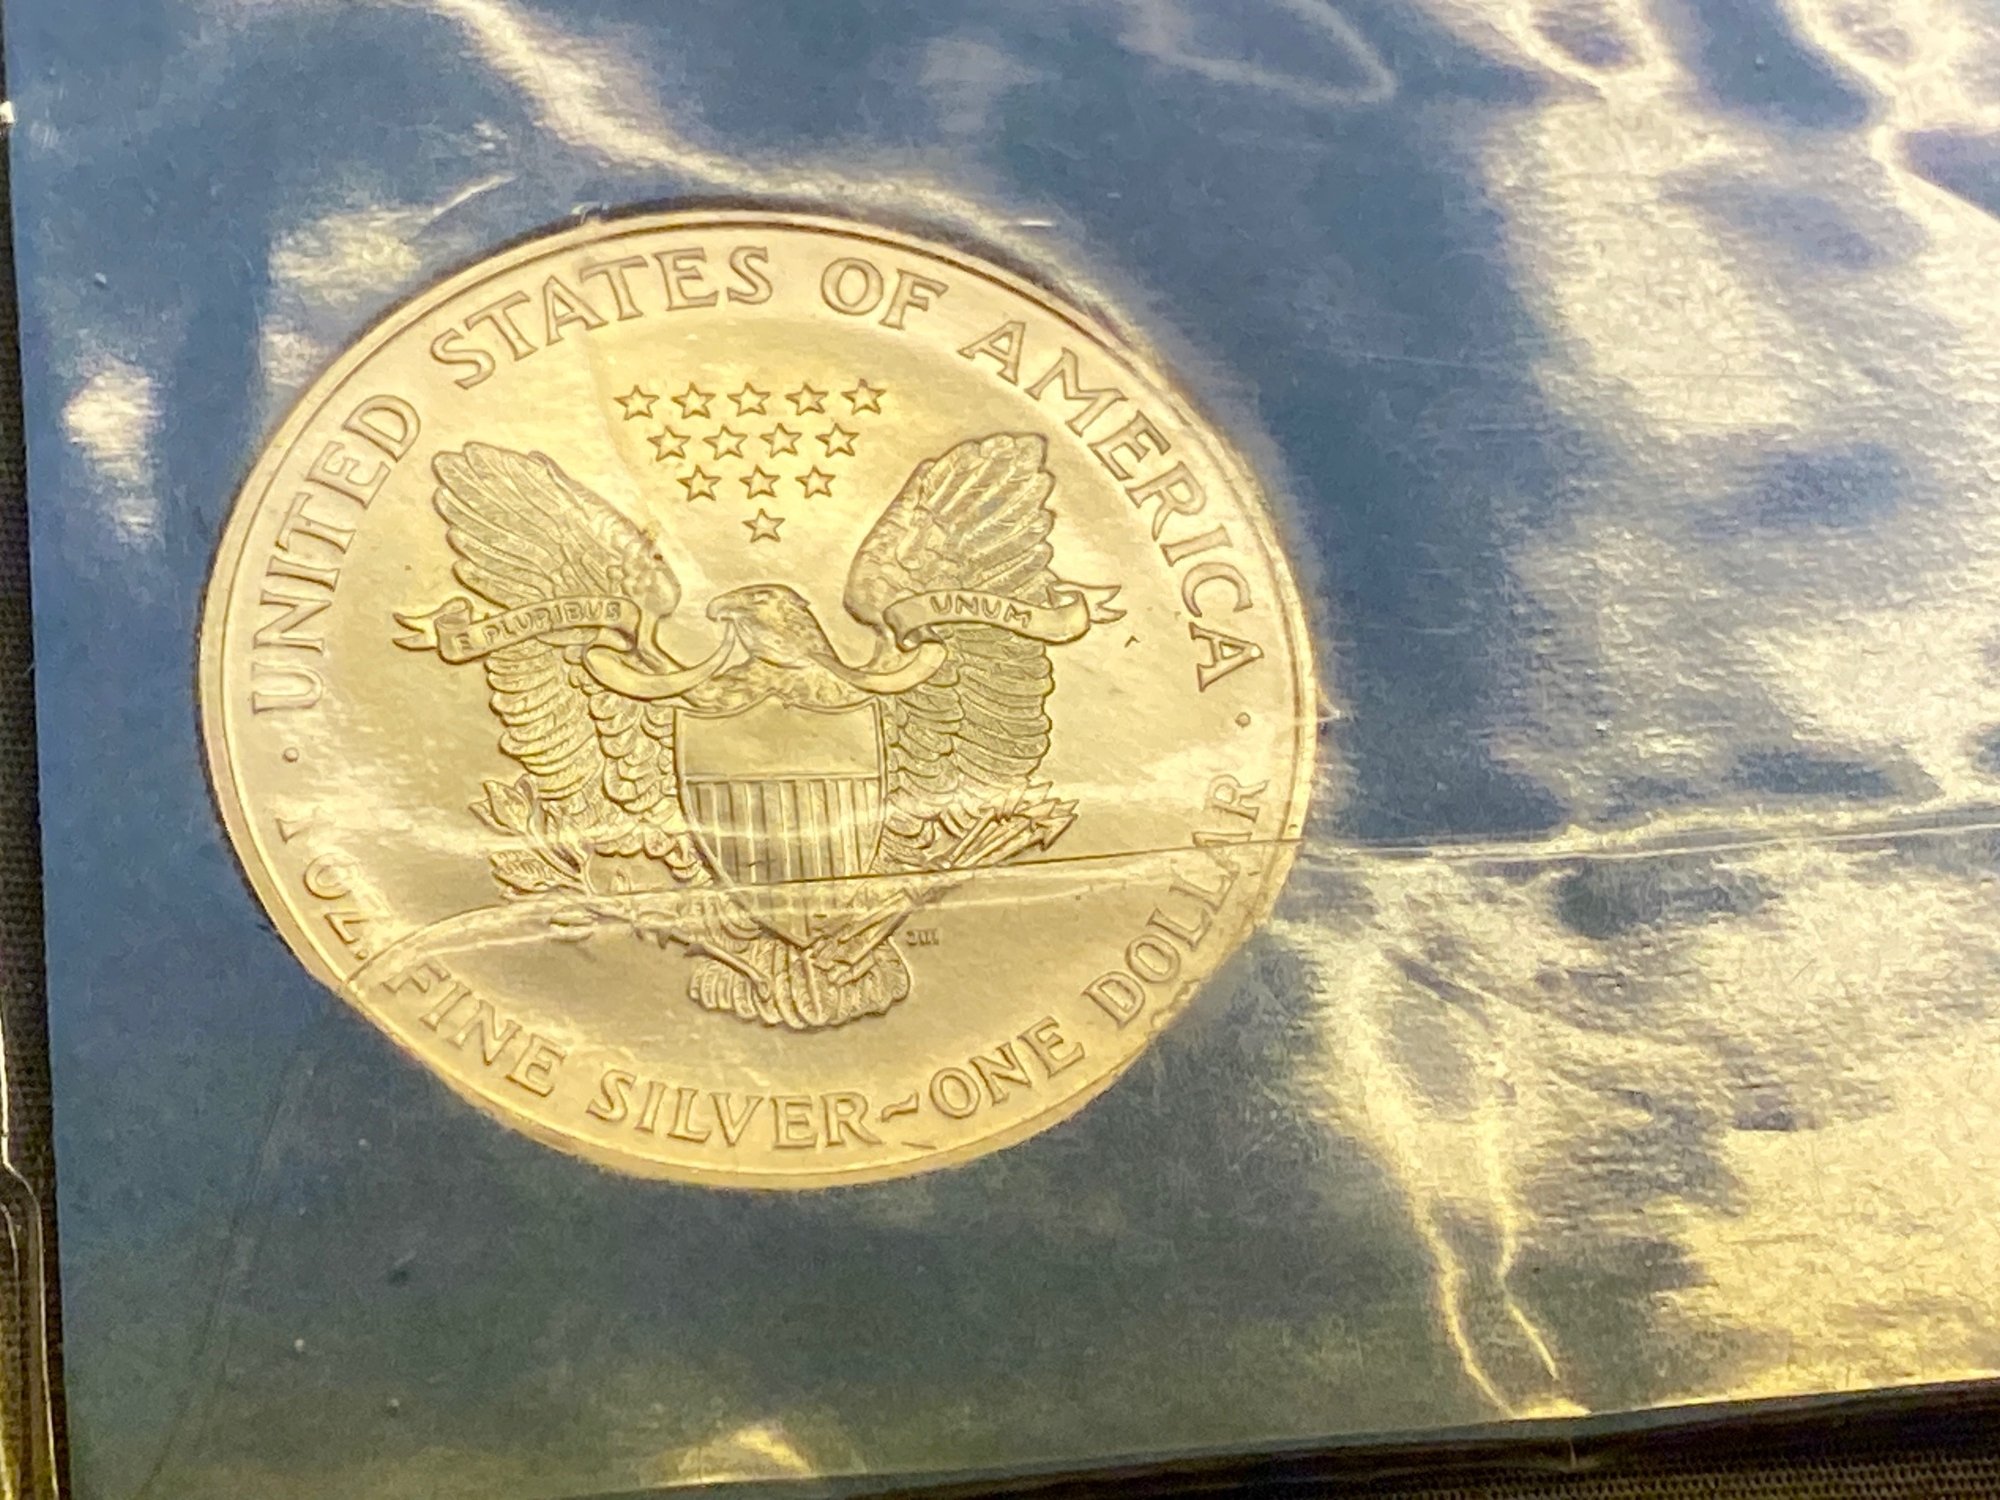 · UNITED STATES OF AMERICA ·
E PLURIBUS UNUM
1 OZ. FINE SILVER~ONE DOLLAR